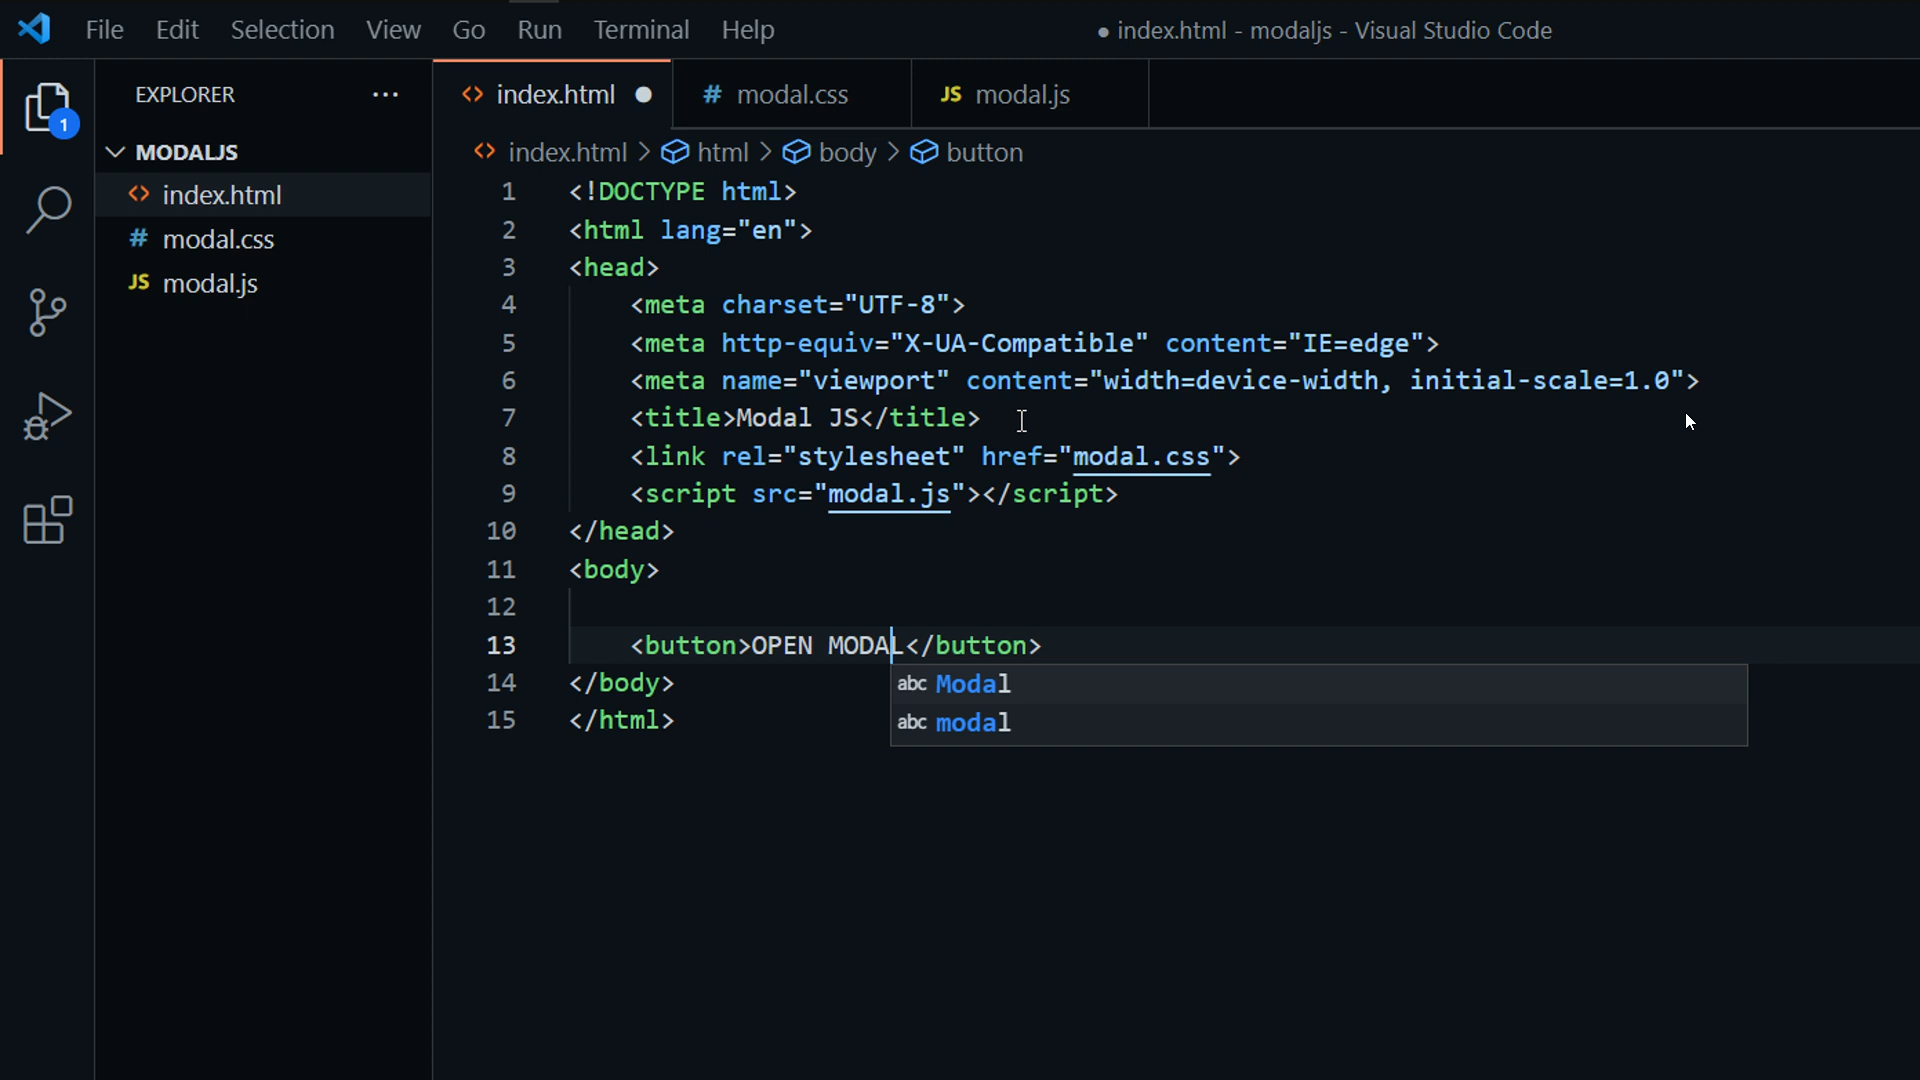 File Edit Selection View Go Run Terminal Help
● index.html - modaljs - Visual Studio Code
EXPLORER ···
1
MODALJS
<> index.html
# modal.css
JS modal.js
<> index.html ●
# modal.css
JS modal.js
<> index.html > html > body > button
1 <!DOCTYPE html>
2 <html lang="en">
3 <head>
4     <meta charset="UTF-8">
5     <meta http-equiv="X-UA-Compatible" content="IE=edge">
6     <meta name="viewport" content="width=device-width, initial-scale=1.0">
7     <title>Modal JS</title>
8     <link rel="stylesheet" href="modal.css">
9     <script src="modal.js"></script>
10 </head>
11 <body>
12
13     <button>OPEN MODAL</button>
abc Modal
14 </body>
abc modal
15 </html>